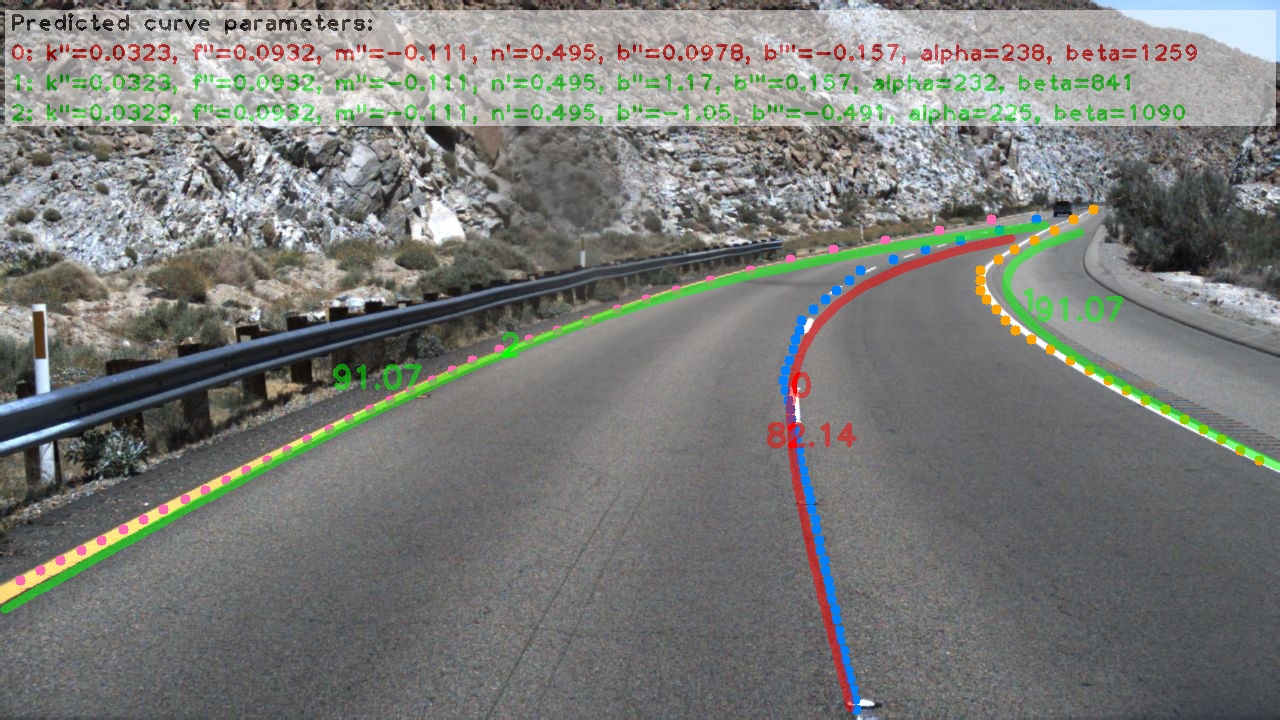 Predicted curve parameters:
0: k''=0.0323, f''=0.0932, m''=-0.111, n'=0.495, b''=0.0978, b'''=-0.157, alpha=238, beta=1259
1: k''=0.0323, f''=0.0932, m''=-0.111, n'=0.495, b''=1.17, b'''=0.157, alpha=232, beta=841
2: k''=0.0323, f''=0.0932, m''=-0.111, n'=0.495, b''=-1.05, b'''=-0.491, alpha=225, beta=1090
1
91.07
2
91.07
0
82.14